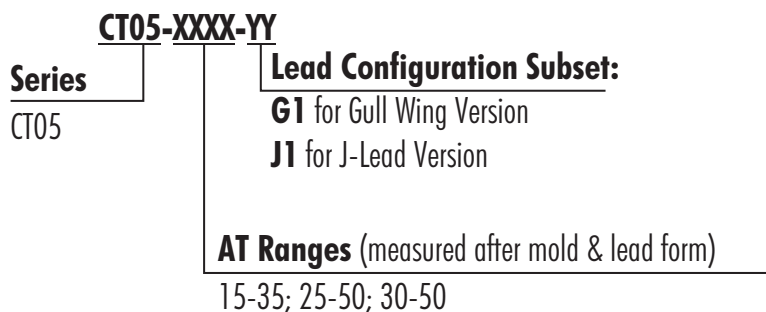 CT05-XXXX-YY
Series
CT05
Lead Configuration Subset:
G1 for Gull Wing Version
J1 for J-Lead Version
AT Ranges (measured after mold & lead form)
15-35; 25-50; 30-50